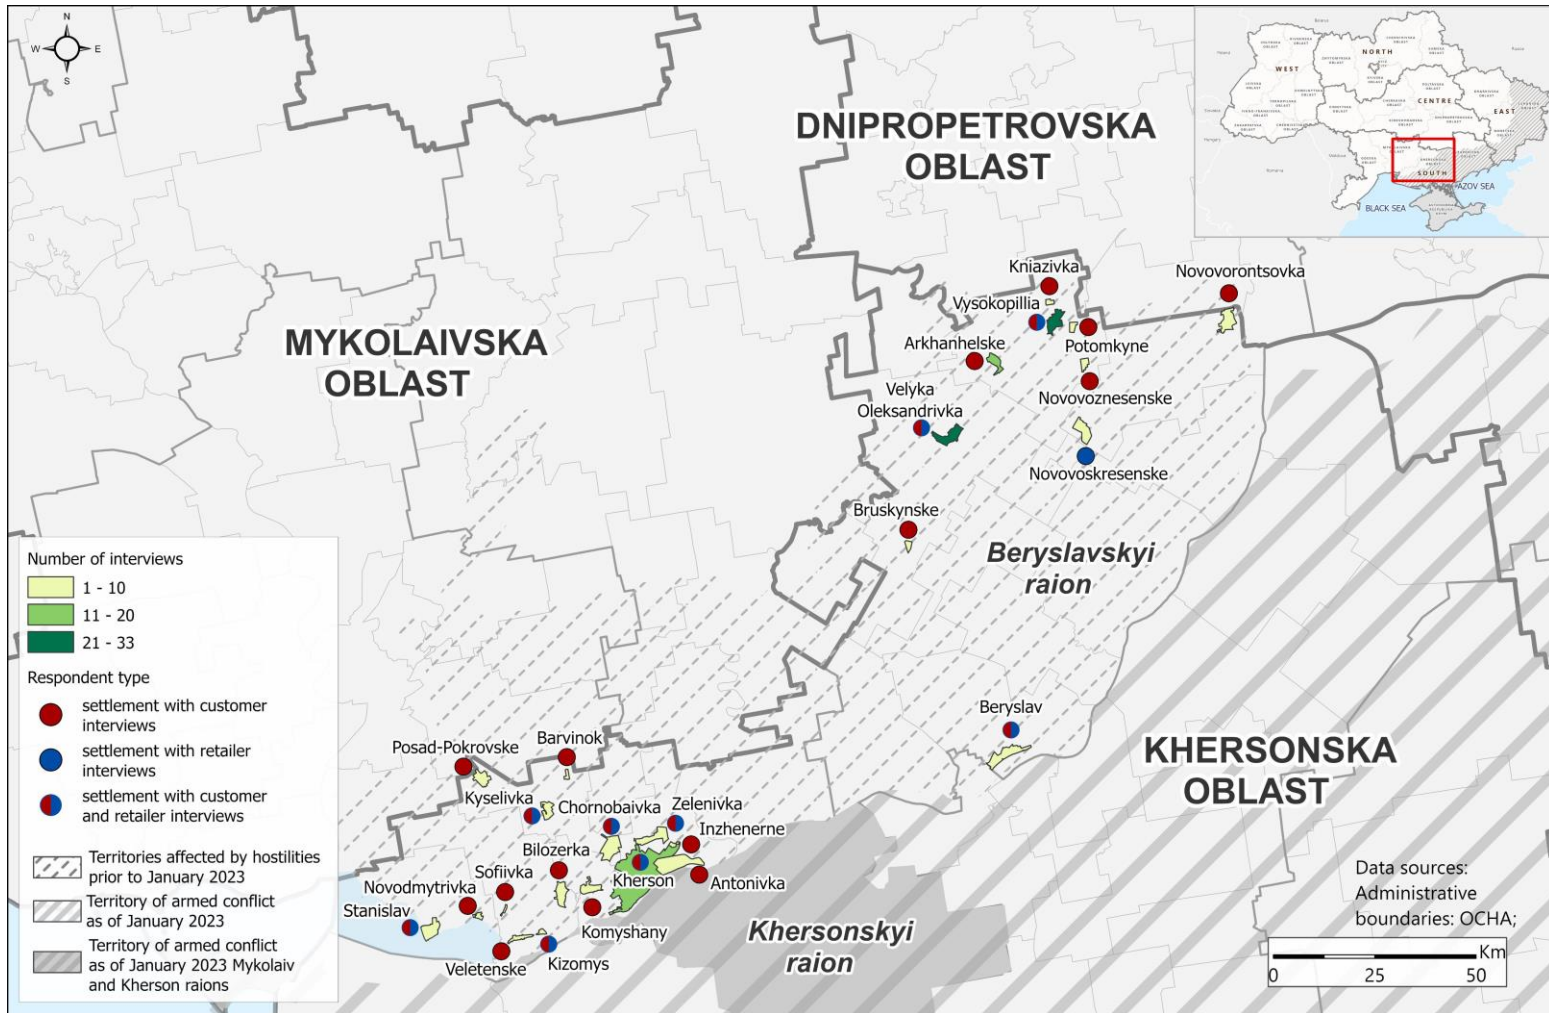 N
W
E
S
DNIPROPETROVSKA
OBLAST
MYKOLAIVSKA
OBLAST
NORTH
WEST
CENTRE
EAST
SOUTH
AZOV SEA
BLACK SEA
Kniazivka
Novovorontsovka
Vysokopillia
Arkhanhelske
Potomkyne
Velyka
Oleksandrivka
Novovoznesenske
Novovoskresenske
Bruskynske
Beryslavskyi
raion
Beryslav
KHERSONSKA
OBLAST
Posad-Pokrovske
Barvinok
Kyselivka
Chornobaivka
Zelenivka
Inzhenerne
Bilozerka
Sofiivka
Kherson
Antonivka
Novodmytrivka
Stanislav
Komyshany
Veletenske
Kizomys
Khersonskyi
raion
Number of interviews
1 - 10
11 - 20
21 - 33
Respondent type
settlement with customer
interviews
settlement with retailer
interviews
settlement with customer
and retailer interviews
Territories affected by hostilities
prior to January 2023
Territory of armed conflict
as of January 2023
Territory of armed conflict
as of January 2023 Mykolaiv
and Kherson raions
Data sources:
Administrative
boundaries: OCHA;
Km
0
25
50